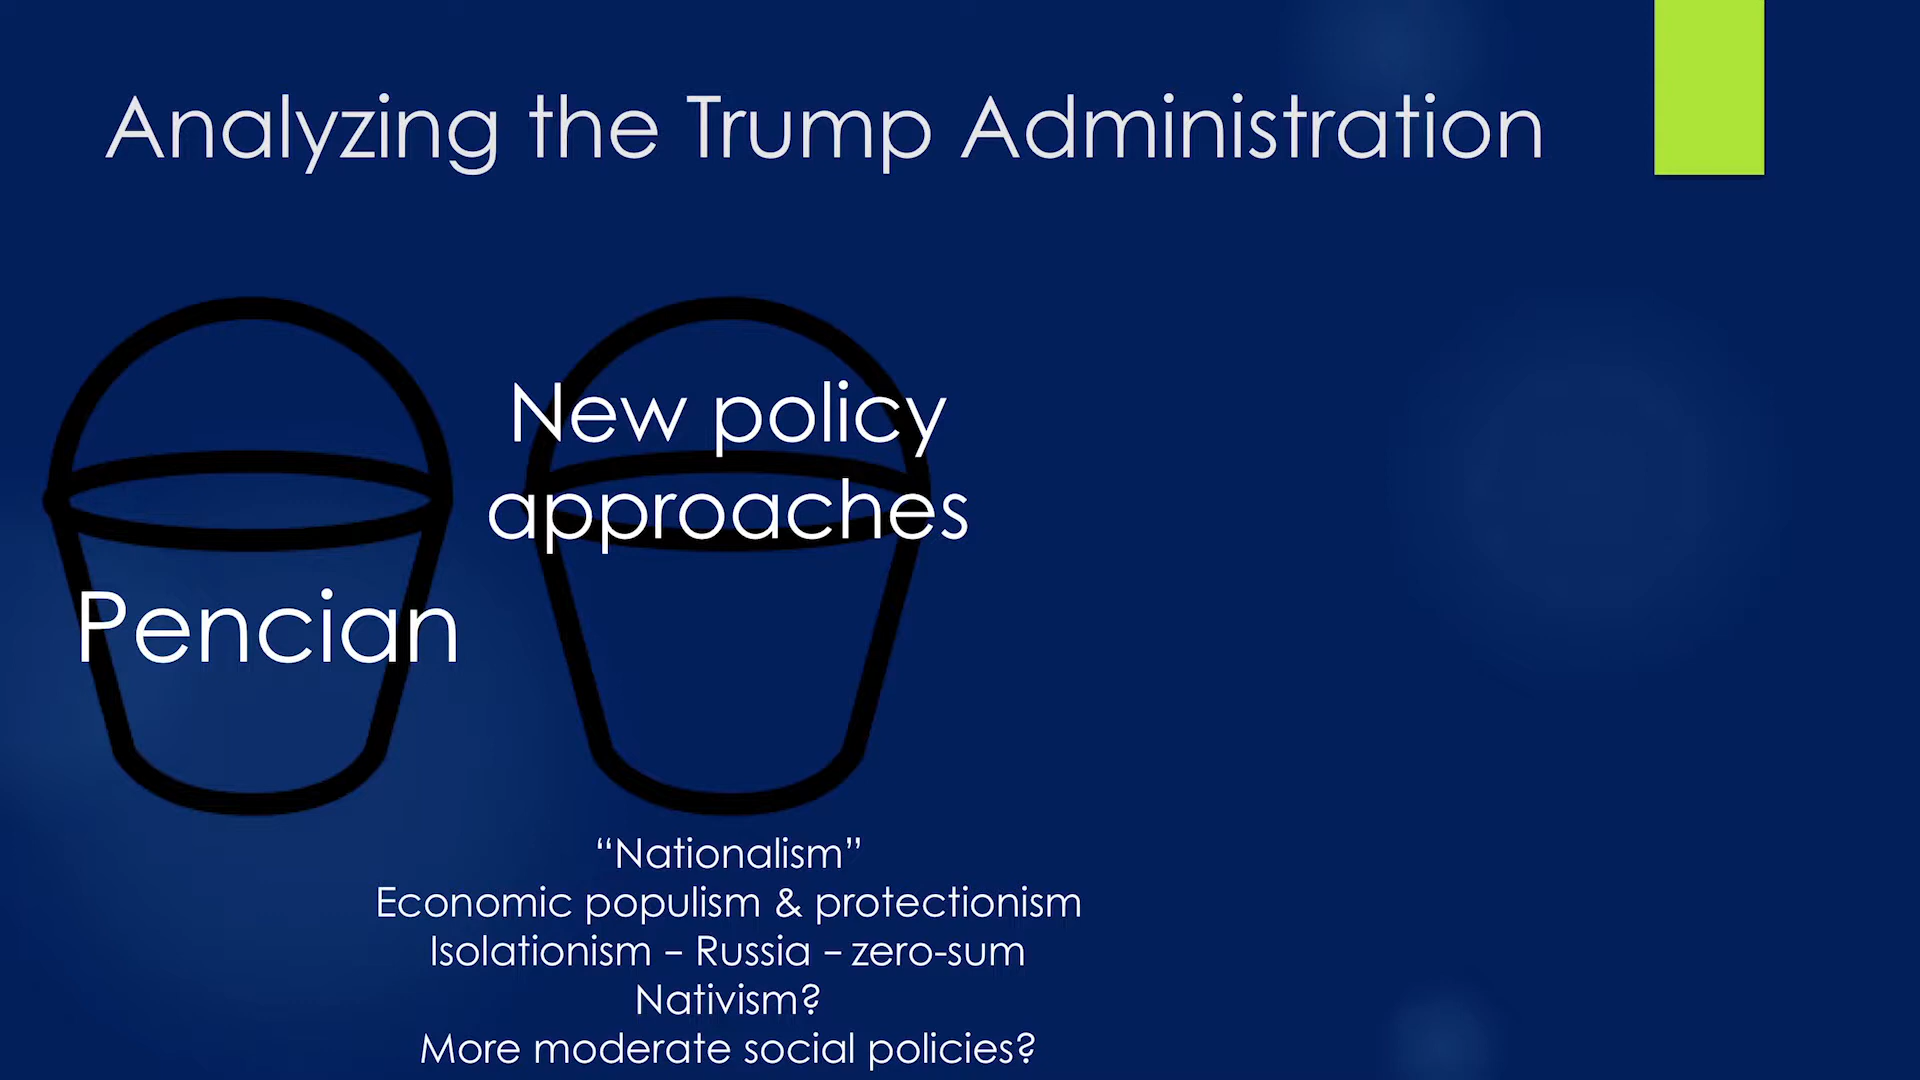 Analyzing the Trump Administration
New policy
approaches
Pencian
“Nationalism”
Economic populism & protectionism
Isolationism – Russia – zero-sum
Nativism?
More moderate social policies?